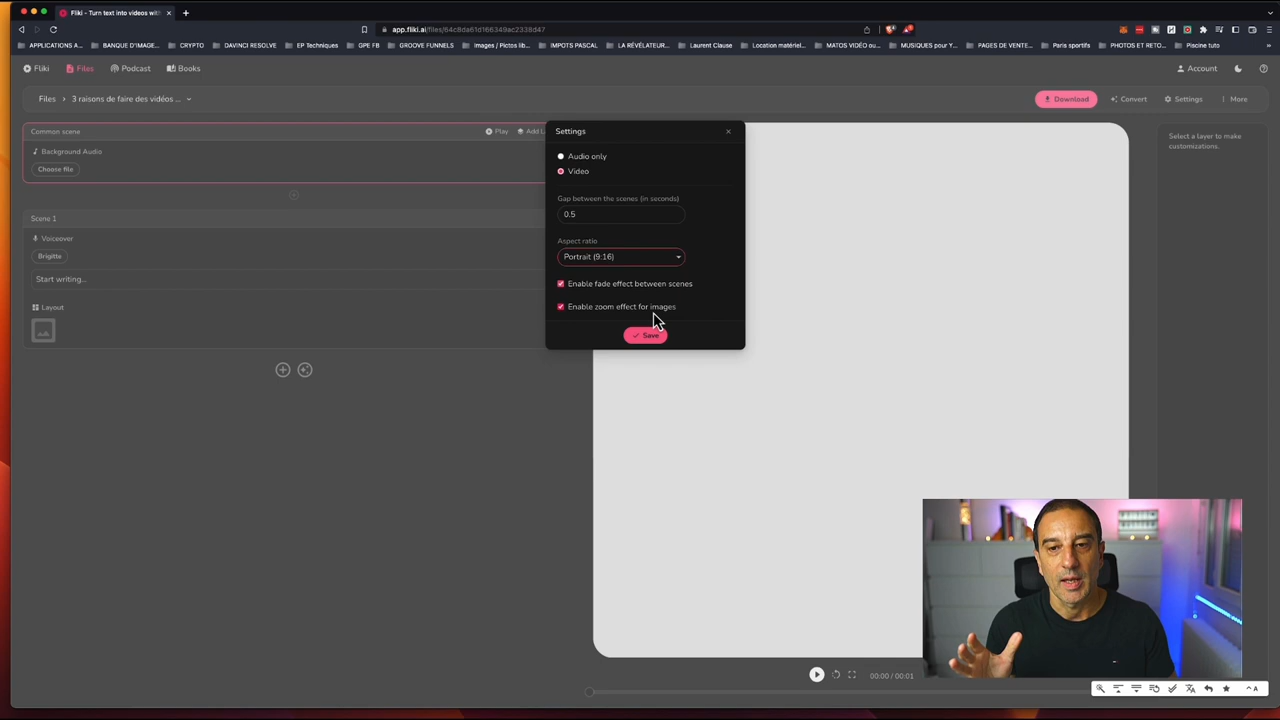 Fliki - Turn text into videos with
app.fliki.ai/files/64c8da61d166349ac2338d47
APPLICATIONS A...
BANQUE D'IMAGE...
CRYPTO
DAVINCI RESOLVE
EP Techniques
GPE FB
GROOVE FUNNELS
Images / Pictos lib...
IMPOTS PASCAL
LA RÉVÉLATEUR...
Laurent Clause
Location matériel...
MATOS VIDÉO ou...
MUSIQUES pour Y...
PAGES DE VENTE...
Paris sportifs
PHOTOS ET RETO...
Piscine tuto
Fliki
Files
Podcast
Books
Account
Files > 3 raisons de faire des vidéos ...
Download
Convert
Settings
More
Common scene
Play
Add L
Background Audio
Choose file
Scene 1
Voiceover
Brigitte
Start writing...
Layout
Settings
Audio only
Video
Gap between the scenes (in seconds)
0.5
Aspect ratio
Portrait (9:16)
Enable fade effect between scenes
Enable zoom effect for images
Save
Select a layer to make
customizations.
00:00 / 00:01
A